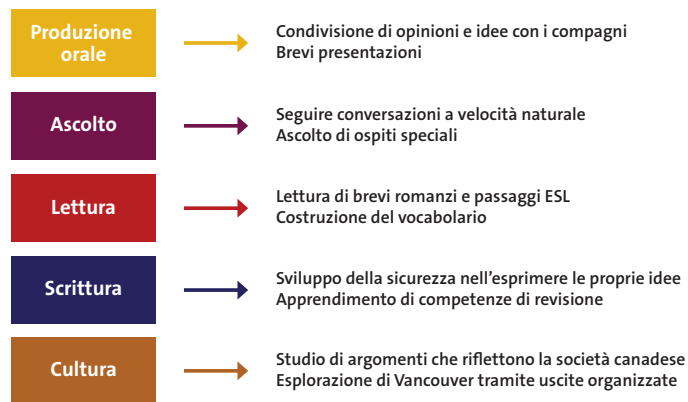 Produzione
orale
Condivisione di opinioni e idee con i compagni
Brevi presentazioni
Ascolto
Seguire conversazioni a velocità naturale
Ascolto di ospiti speciali
Lettura
Lettura di brevi romanzi e passaggi ESL
Costruzione del vocabolario
Scrittura
Sviluppo della sicurezza nell'esprimere le proprie idee
Apprendimento di competenze di revisione
Cultura
Studio di argomenti che riflettono la società canadese
Esplorazione di Vancouver tramite uscite organizzate